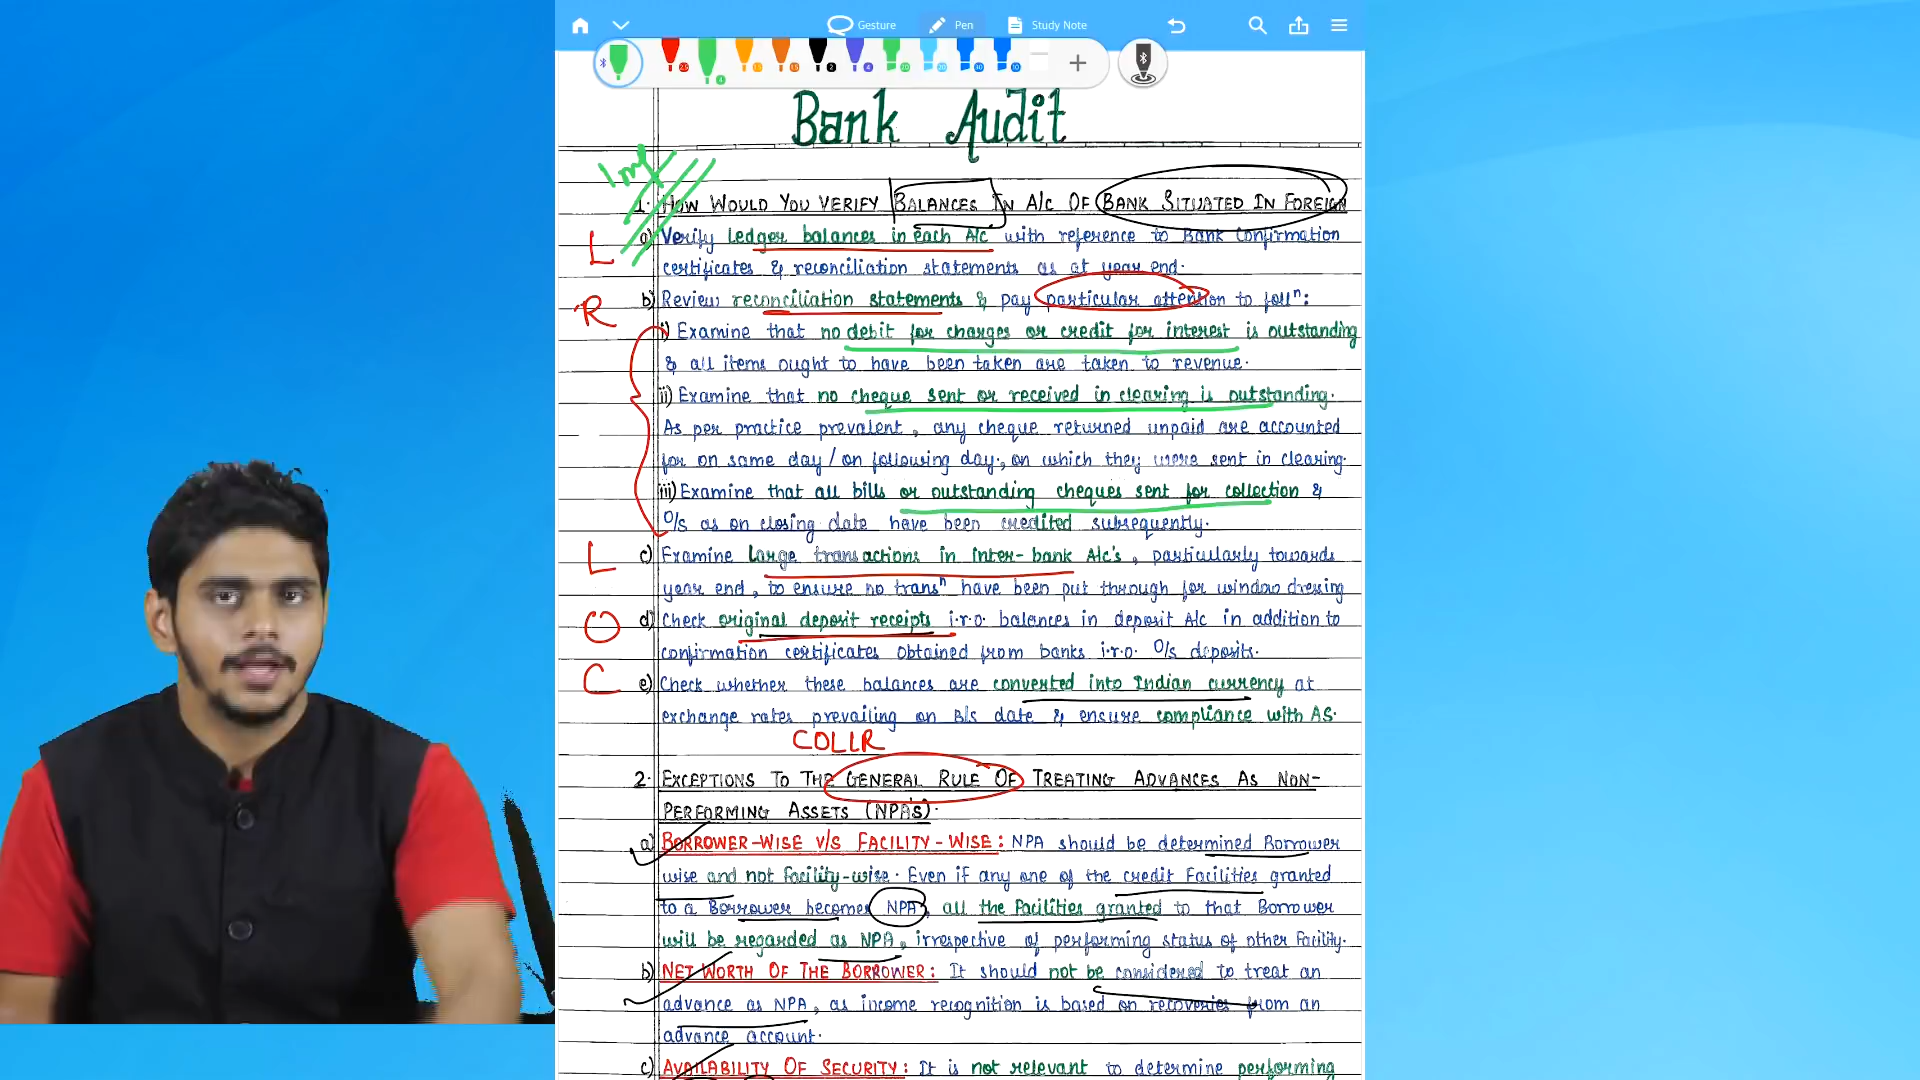 Gesture Pen Study Note
Bank Audit
Imp
1. HOW WOULD YOU VERIFY BALANCES IN A/c OF BANK SITUATED IN FOREIGN
L a) Verify Ledger balances in each A/c with reference to Bank Confirmation
certificates & reconciliation statements as at year end.
R b) Review reconciliation statements & pay particular attention to follⁿ:
i) Examine that no debit for charges or credit for interest is outstanding
& all items ought to have been taken are taken to revenue.
ii) Examine that no cheque sent or received in clearing is outstanding.
As per practice prevalent, any cheque returned unpaid are accounted
for on same day / on following day, on which they were sent in clearing.
iii) Examine that all bills or outstanding cheques sent for collection &
O/s as on closing date have been credited subsequently.
L c) Examine Large transactions in inter-bank A/c's, particularly towards
year end, to ensure no transⁿ have been put through for window dressing
O d) Check original deposit receipts i.r.o. balances in deposit A/c in addition to
confirmation certificates obtained from banks i.r.o. O/s deposits.
C e) Check whether these balances are converted into Indian currency at
exchange rates prevailing on B/s date & ensure compliance with AS.
COLLR
2. EXCEPTIONS TO THE GENERAL RULE OF TREATING ADVANCES AS NON-
PERFORMING ASSETS (NPA'S).
a) BORROWER-WISE V/S FACILITY-WISE: NPA should be determined Borrower
wise and not facility-wise. Even if any one of the credit Facilities granted
to a Borrower becomes NPA, all the Facilities granted to that Borrower
will be regarded as NPA, irrespective of performing status of other Facility.
b) NET WORTH OF THE BORROWER: It should not be considered to treat an
advance as NPA, as income recognition is based on recoveries from an
advance account.
c) AVAILABILITY OF SECURITY: It is not relevant to determine performing